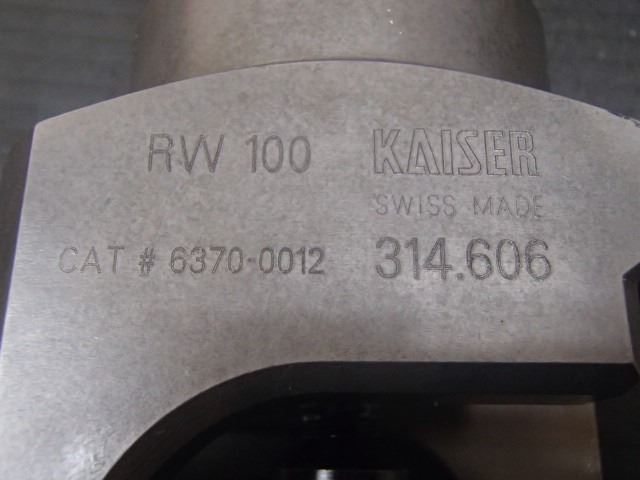 RW 100 KAISER
SWISS MADE
CAT # 6370-0012 314.606